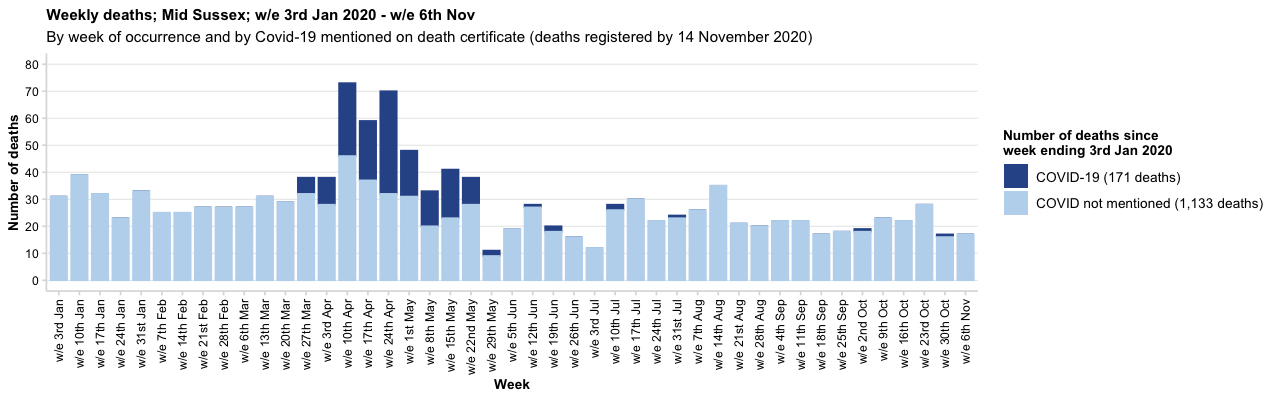 Weekly deaths; Mid Sussex; w/e 3rd Jan 2020 - w/e 6th Nov
By week of occurrence and by Covid-19 mentioned on death certificate (deaths registered by 14 November 2020)
Number of deaths
80
70
60
50
40
30
20
10
0
w/e 3rd Jan
w/e 10th Jan
w/e 17th Jan
w/e 24th Jan
w/e 31st Jan
w/e 7th Feb
w/e 14th Feb
w/e 21st Feb
w/e 28th Feb
w/e 6th Mar
w/e 13th Mar
w/e 20th Mar
w/e 27th Mar
w/e 3rd Apr
w/e 10th Apr
w/e 17th Apr
w/e 24th Apr
w/e 1st May
w/e 8th May
w/e 15th May
w/e 22nd May
w/e 29th May
w/e 5th Jun
w/e 12th Jun
w/e 19th Jun
w/e 26th Jun
w/e 3rd Jul
w/e 10th Jul
w/e 17th Jul
w/e 24th Jul
w/e 31st Jul
w/e 7th Aug
w/e 14th Aug
w/e 21st Aug
w/e 28th Aug
w/e 4th Sep
w/e 11th Sep
w/e 18th Sep
w/e 25th Sep
w/e 2nd Oct
w/e 9th Oct
w/e 16th Oct
w/e 23rd Oct
w/e 30th Oct
w/e 6th Nov
Week
Number of deaths since
week ending 3rd Jan 2020
COVID-19 (171 deaths)
COVID not mentioned (1,133 deaths)